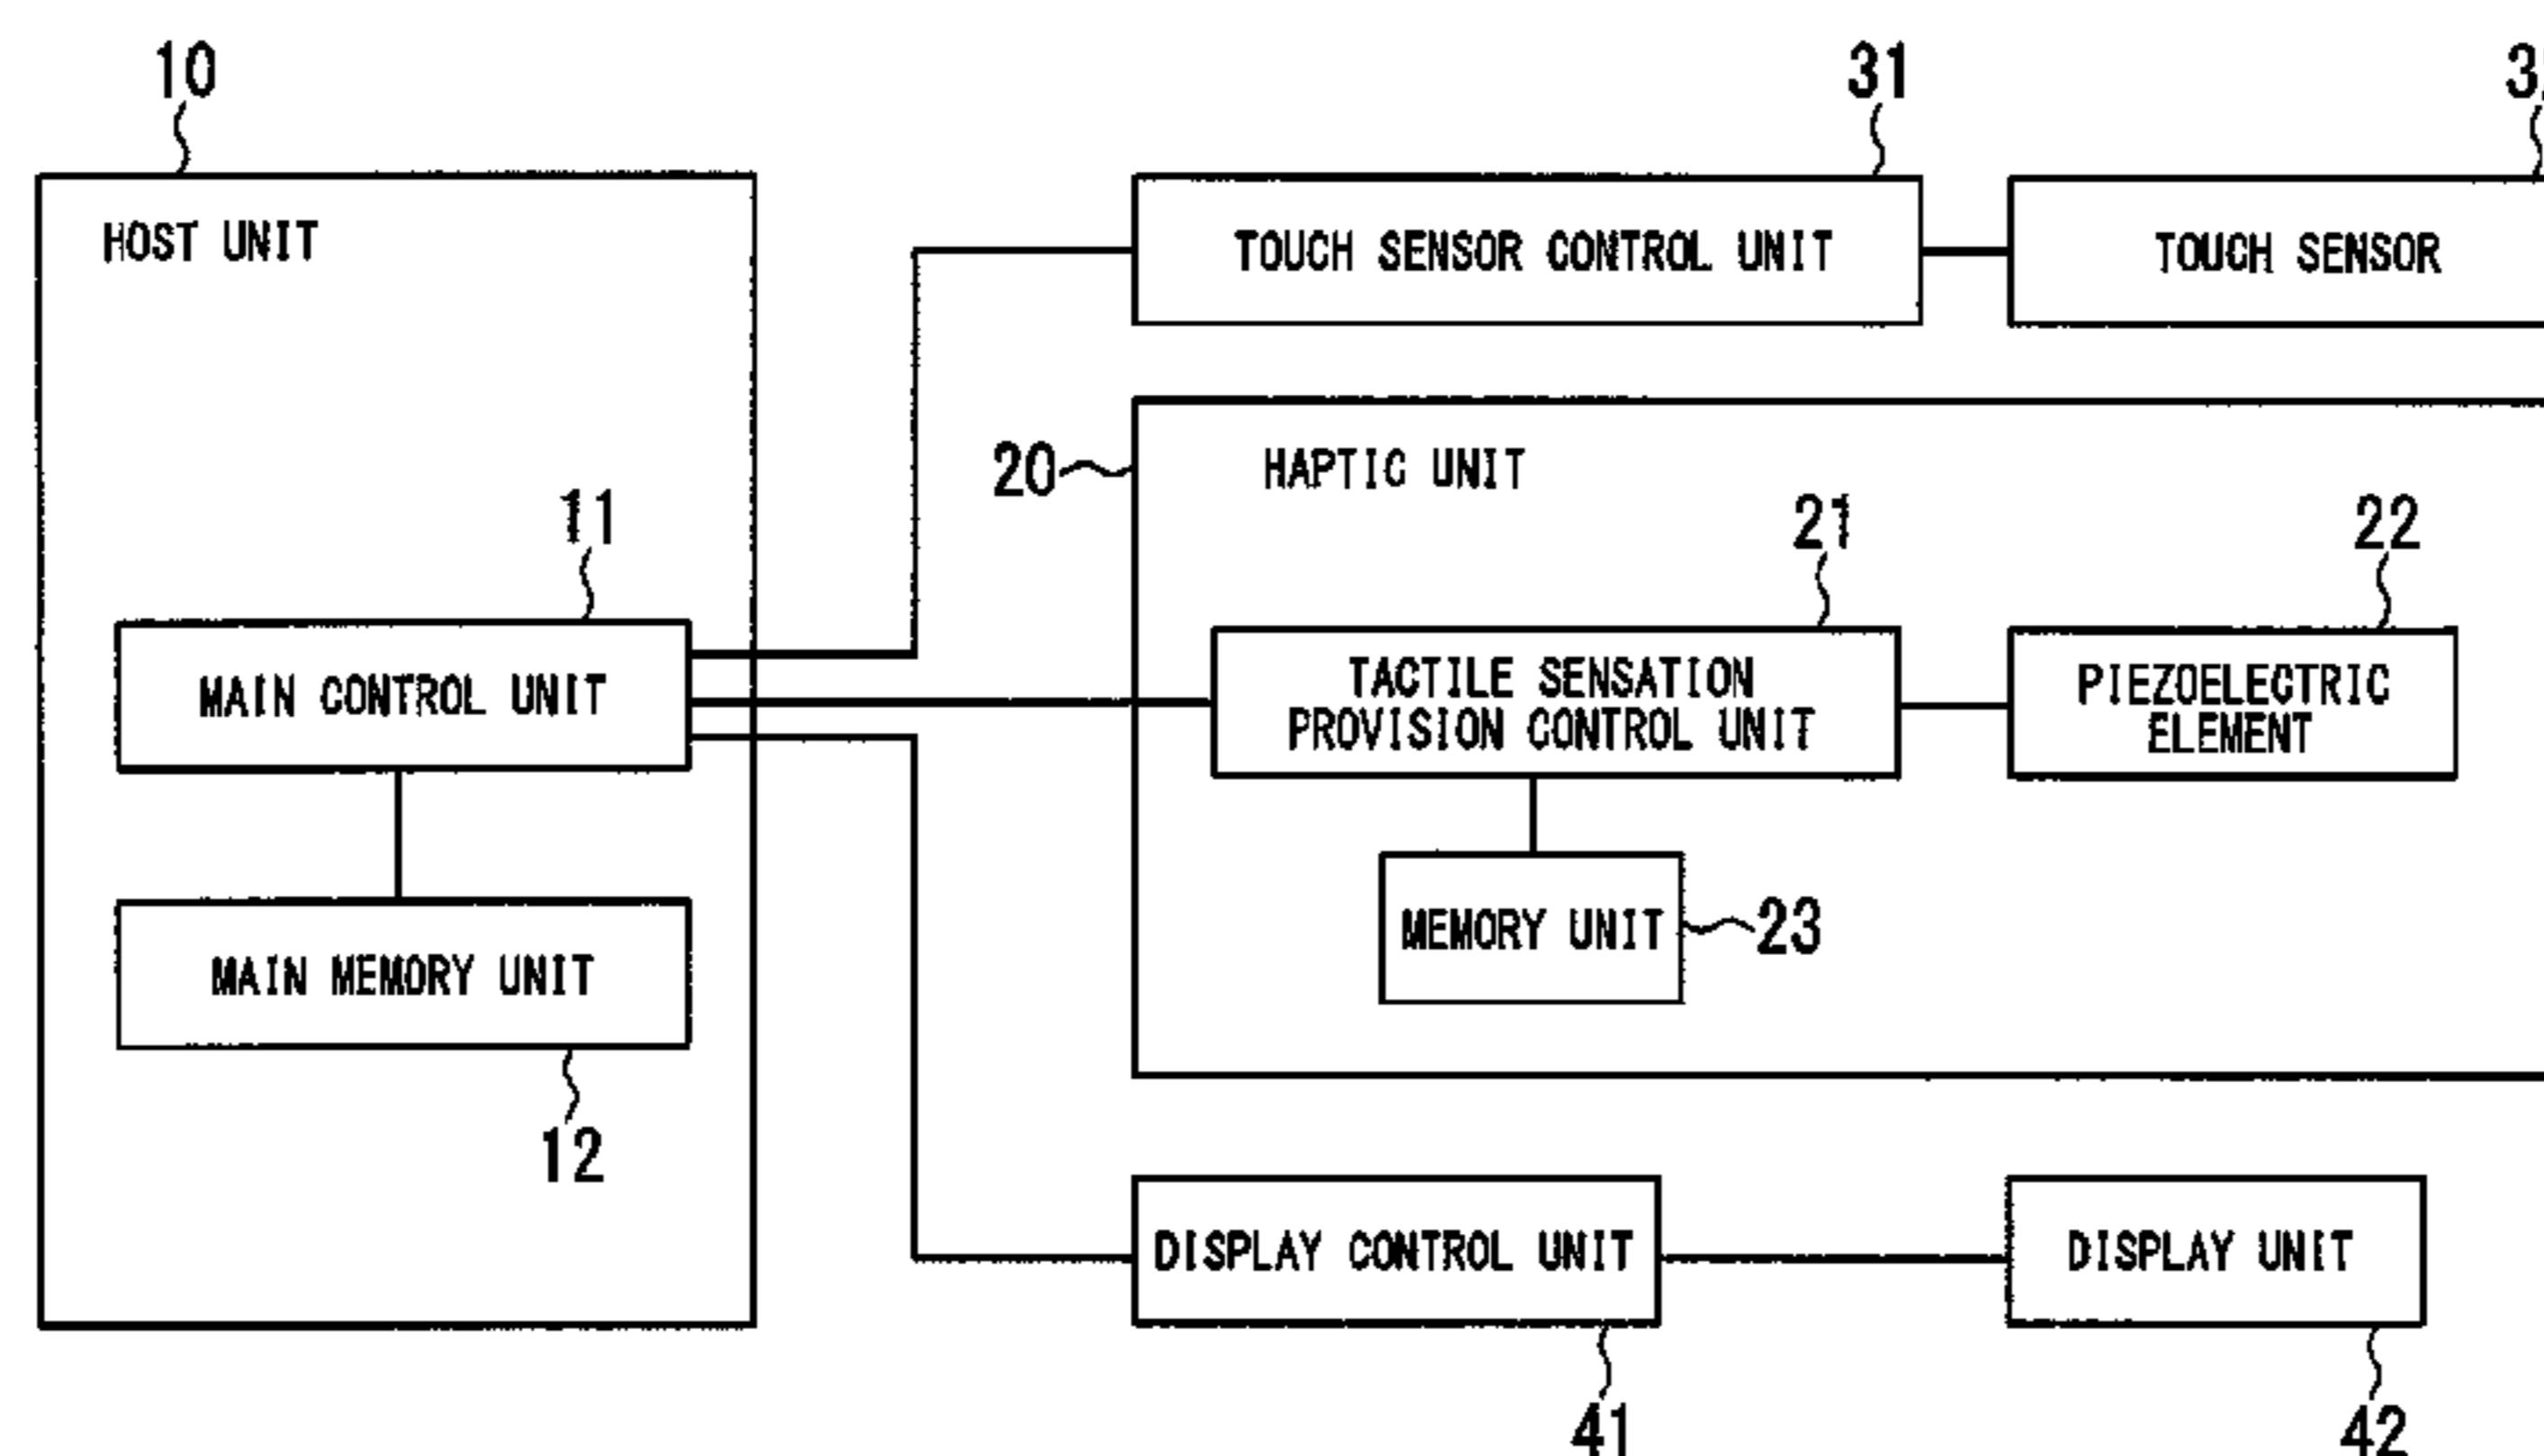 10
31
HOST UNIT
TOUCH SENSOR CONTROL UNIT
TOUCH SENSOR
20
HAPTIC UNIT
11
21
22
MAIN CONTROL UNIT
TACTILE SENSATION
PROVISION CONTROL UNIT
PIEZOELECTRIC
ELEMENT
MEMORY UNIT
23
MAIN MEMORY UNIT
12
DISPLAY CONTROL UNIT
DISPLAY UNIT
41
42